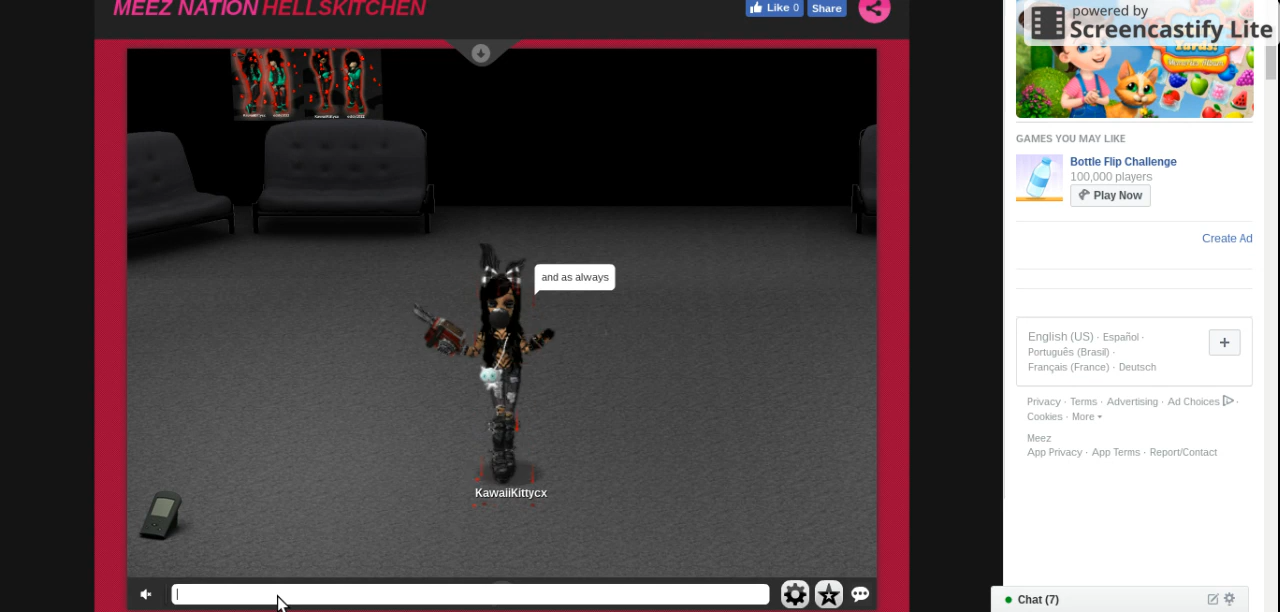 MEEZ NATION HELLSKITCHEN
Like 0
Share
powered by
Screencastify Lite
GAMES YOU MAY LIKE
Bottle Flip Challenge
100,000 players
Play Now
Create Ad
and as always
English (US) · Español ·
Português (Brasil) ·
Français (France) · Deutsch
Privacy · Terms · Advertising · Ad Choices ·
Cookies · More
Meez
App Privacy · App Terms · Report/Contact
KawaiiKittycx
Chat (7)